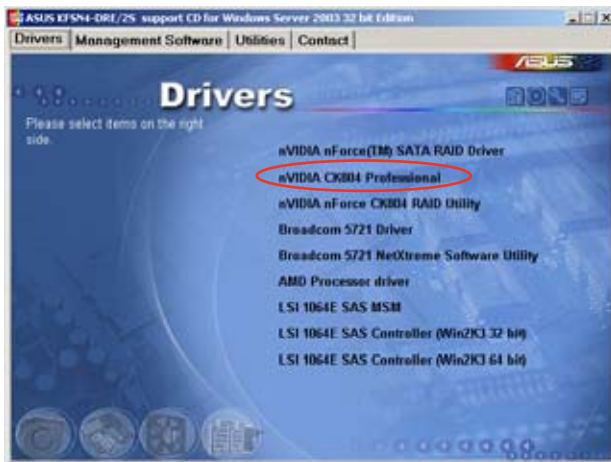 ASUS KFSN4-DRE/2S support CD for Windows Server 2003 32 bit Edition
Drivers Management Software Utilities Contact
ASUS
Drivers
Please select items on the right
side.
nVIDIA nForce(TM) SATA RAID Driver
nVIDIA CK804 Professional
nVIDIA nForce CK804 RAID Utility
Broadcom 5721 Driver
Broadcom 5721 NetXtreme Software Utility
AMD Processor driver
LSI 1064E SAS MSM
LSI 1064E SAS Controller (Win2K3 32 bit)
LSI 1064E SAS Controller (Win2K3 64 bit)